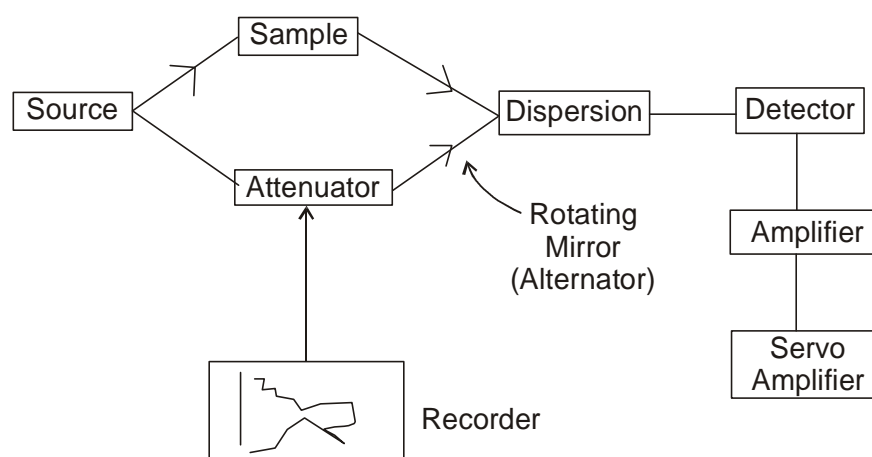 Sample
Source
Dispersion
Detector
Attenuator
Rotating
Mirror
(Alternator)
Amplifier
Servo
Amplifier
Recorder